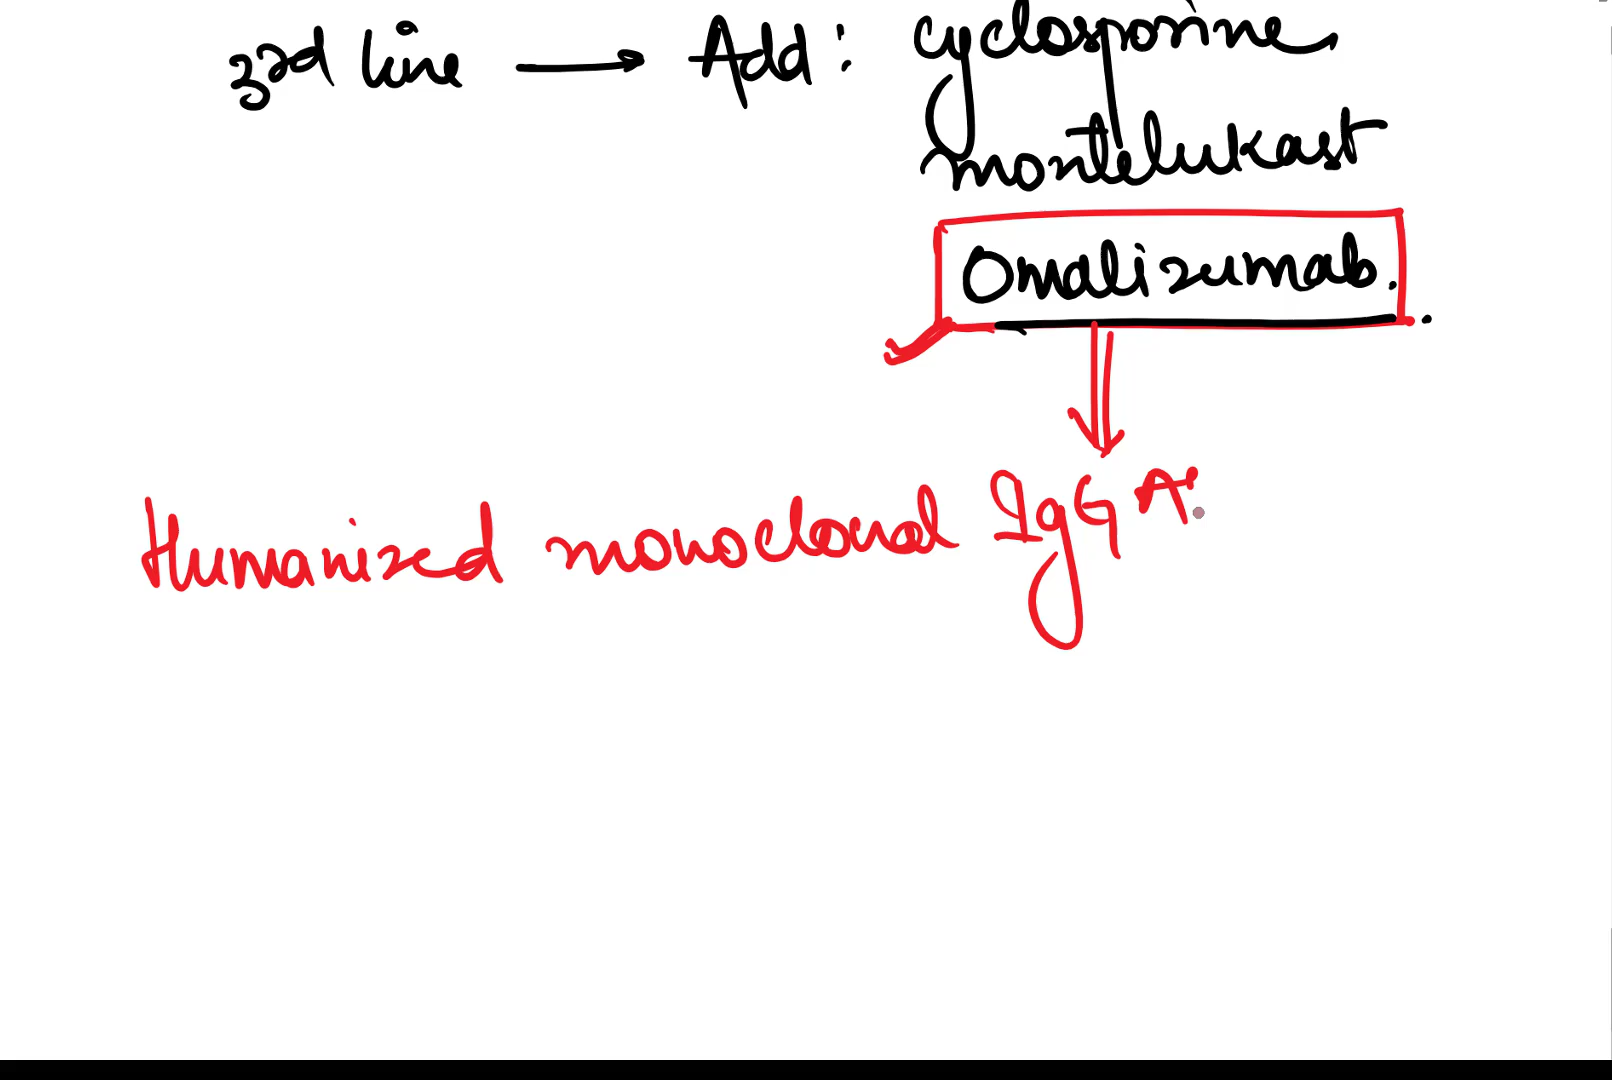 3rd line → Add: cyclosporine
montelukast
Omalizumab.
Humanized monoclonal IgG A